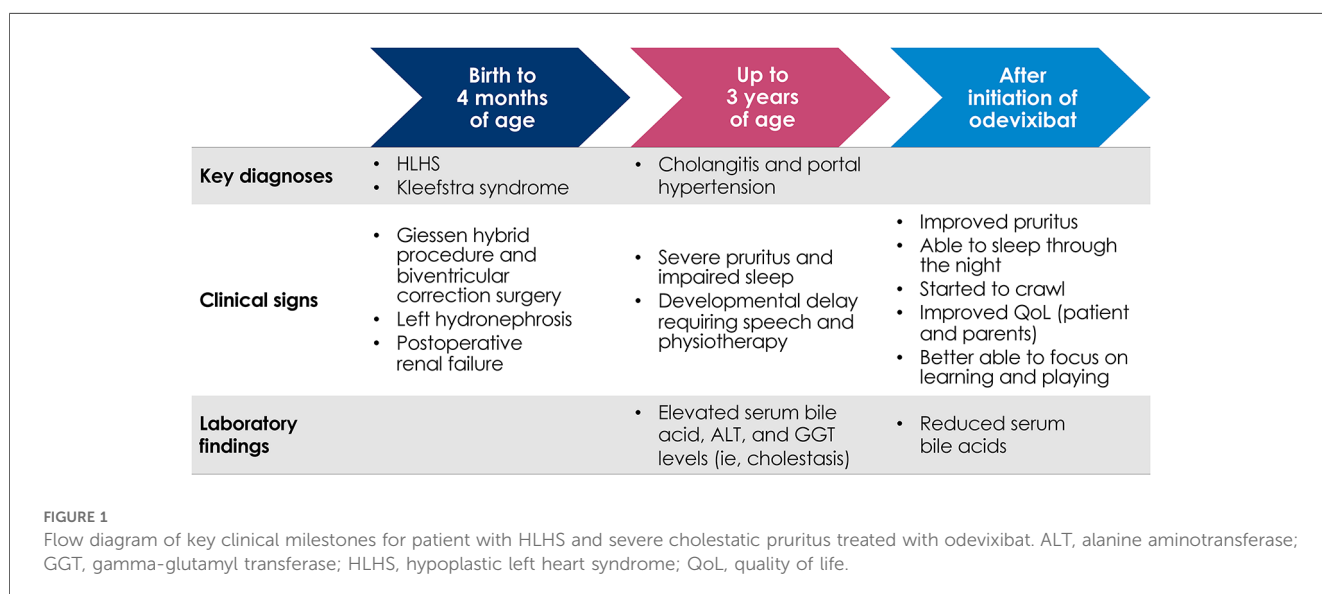 Birth to
4 months
of age
Up to
3 years
of age
After
initiation of
odevixibat
Key diagnoses
• HLHS
• Kleefstra syndrome
• Cholangitis and portal
hypertension
Clinical signs
• Giessen hybrid
procedure and
biventricular
correction surgery
• Left hydronephrosis
• Postoperative
renal failure
• Severe pruritus and
impaired sleep
• Developmental delay
requiring speech and
physiotherapy
• Improved pruritus
• Able to sleep through
the night
• Started to crawl
• Improved QoL (patient
and parents)
• Better able to focus on
learning and playing
Laboratory
findings
• Elevated serum bile
acid, ALT, and GGT
levels (ie, cholestasis)
• Reduced serum
bile acids
FIGURE 1
Flow diagram of key clinical milestones for patient with HLHS and severe cholestatic pruritus treated with odevixibat. ALT, alanine aminotransferase;
GGT, gamma-glutamyl transferase; HLHS, hypoplastic left heart syndrome; QoL, quality of life.